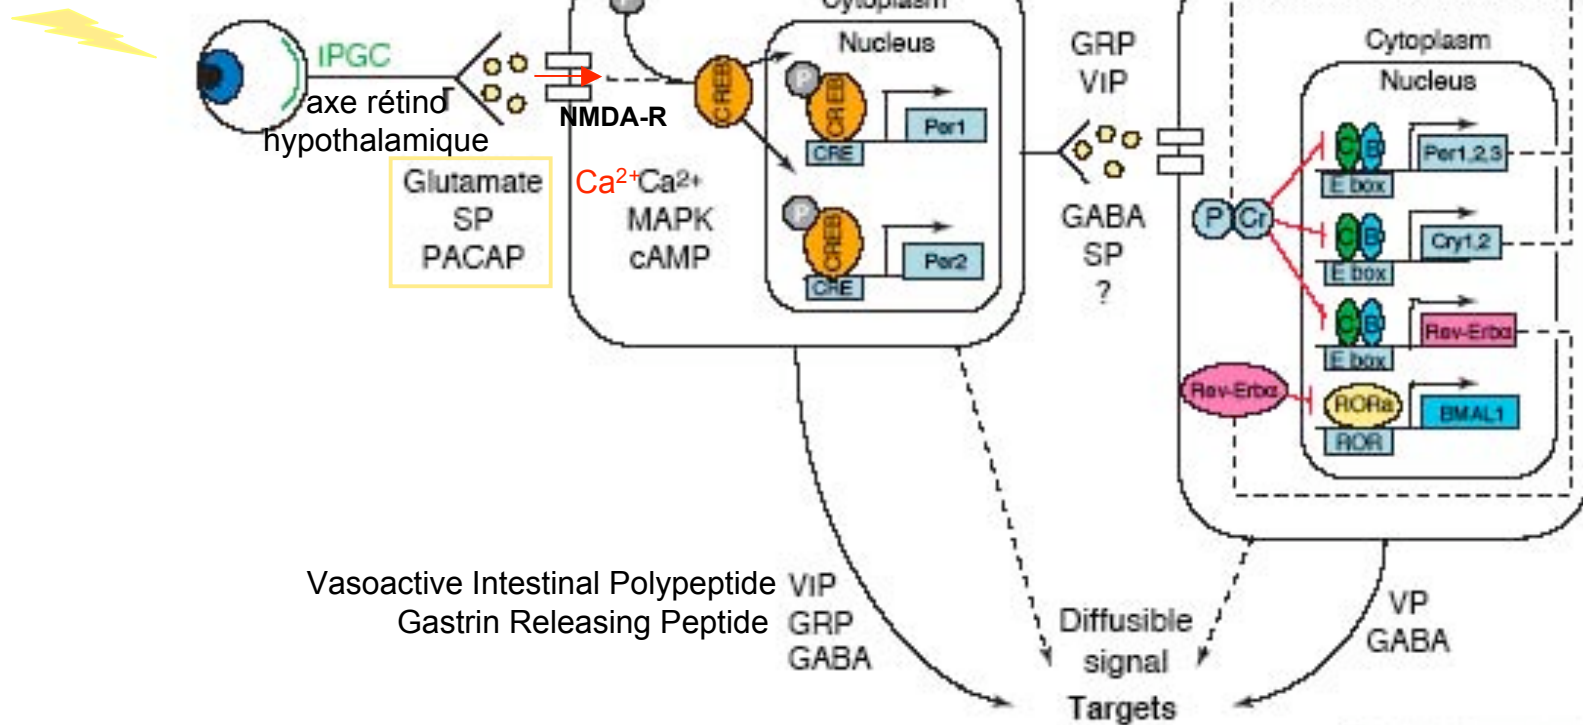 IPGC
axe rétino
hypothalamique
Glutamate
SP
PACAP
P
Cytoplasm
Nucleus
CREB
NMDA-R
Ca²⁺
Ca²⁺
MAPK
cAMP
P
CREB
CRE
Per1
P
CREB
CRE
Per2
GRP
VIP
GABA
SP
?
Cytoplasm
Nucleus
P
Cr
C
B
E box
Per1,2,3
C
B
E box
Cry1,2
C
B
E box
Rev-Erbα
Rev-Erbα
RORa
ROR
BMAL1
Vasoactive Intestinal Polypeptide
Gastrin Releasing Peptide
VIP
GRP
GABA
Diffusible
signal
Targets
VP
GABA